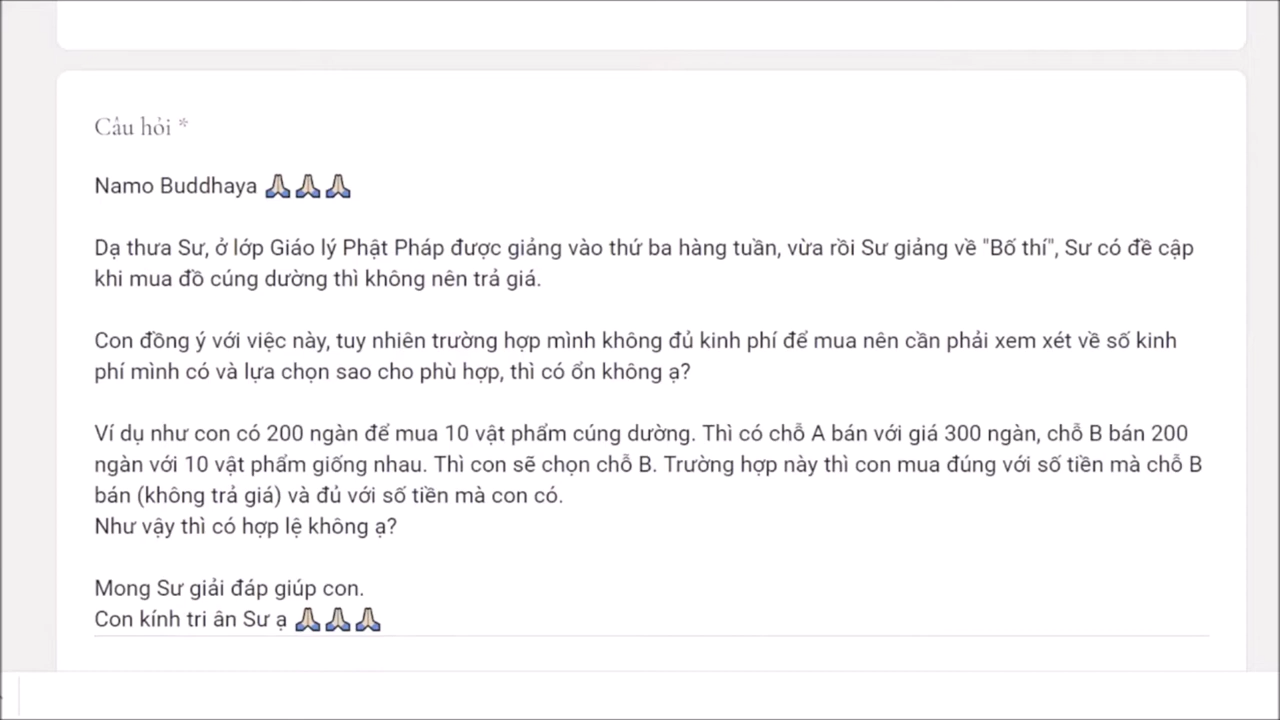 Câu hỏi *
Namo Buddhaya 🙏🏻🙏🏻🙏🏻
Dạ thưa Sư, ở lớp Giáo lý Phật Pháp được giảng vào thứ ba hàng tuần, vừa rồi Sư giảng về "Bố thí", Sư có đề cập
khi mua đồ cúng dường thì không nên trả giá.
Con đồng ý với việc này, tuy nhiên trường hợp mình không đủ kinh phí để mua nên cần phải xem xét về số kinh
phí mình có và lựa chọn sao cho phù hợp, thì có ổn không ạ?
Ví dụ như con có 200 ngàn để mua 10 vật phẩm cúng dường. Thì có chỗ A bán với giá 300 ngàn, chỗ B bán 200
ngàn với 10 vật phẩm giống nhau. Thì con sẽ chọn chỗ B. Trường hợp này thì con mua đúng với số tiền mà chỗ B
bán (không trả giá) và đủ với số tiền mà con có.
Như vậy thì có hợp lệ không ạ?
Mong Sư giải đáp giúp con.
Con kính tri ân Sư ạ 🙏🏻🙏🏻🙏🏻